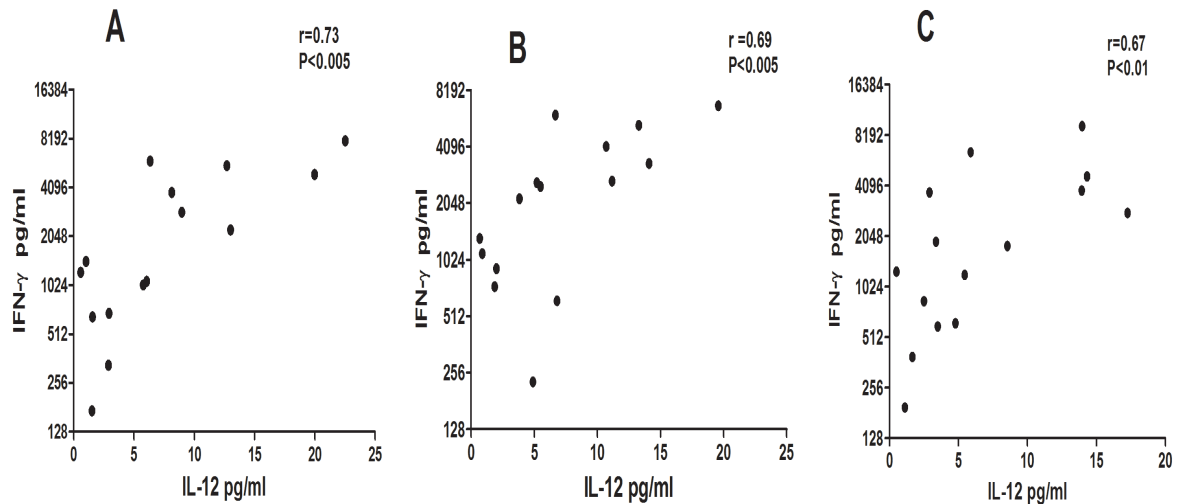 A
r=0.73
P<0.005
16384
8192
4096
2048
1024
512
256
128
IFN-γ pg/ml
0 5 10 15 20 25
IL-12 pg/ml
B
r =0.69
P<0.005
8192
4096
2048
1024
512
256
128
IFN-γ pg/ml
0 5 10 15 20 25
IL-12 pg/ml
C
r=0.67
P<0.01
16384
8192
4096
2048
1024
512
256
128
IFN-γ pg/ml
0 5 10 15 20
IL-12 pg/ml